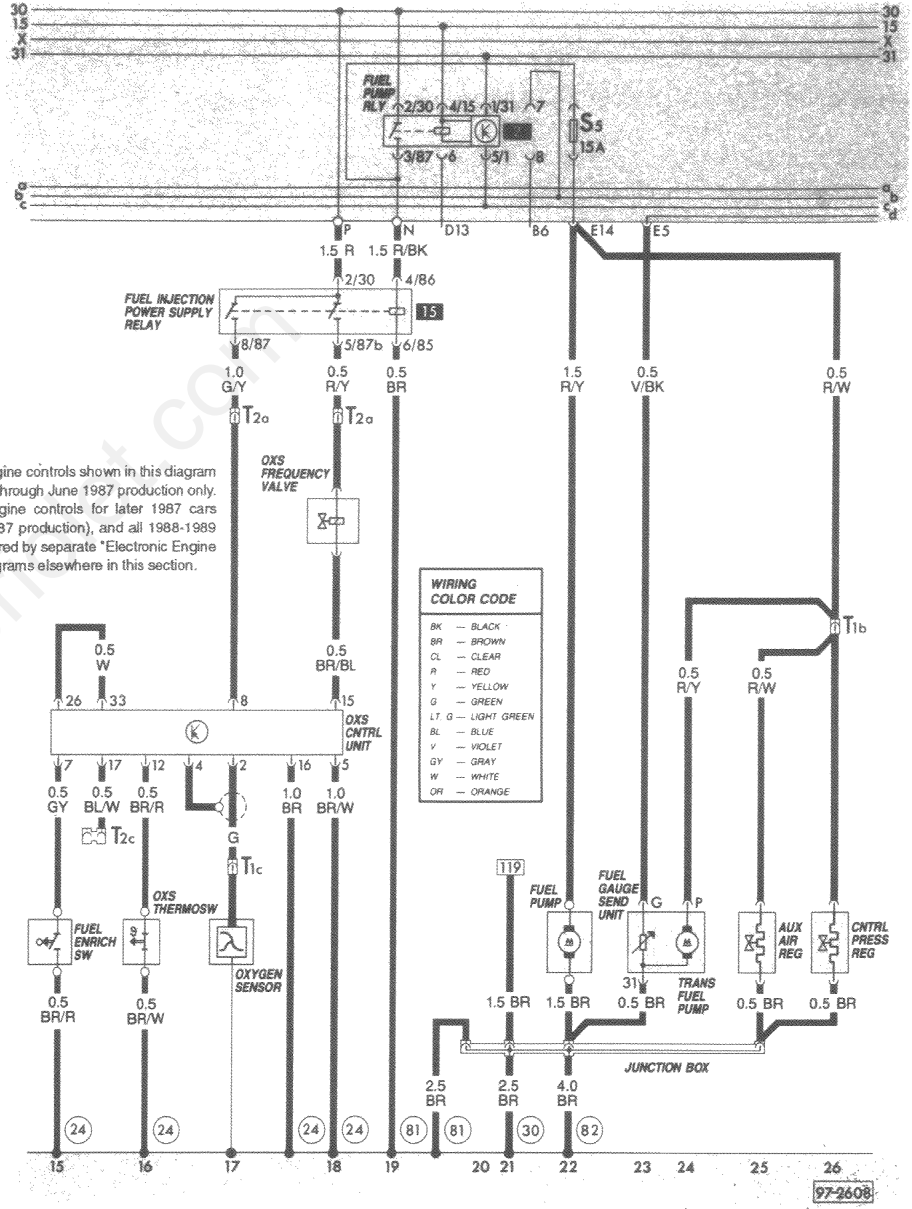 30 30
15 15
X X
31 31
FUEL
PUMP
RLY
2/30 4/15 1/31 7
S5
15A
3/87 6 5/1 8
a a
b b
c c
d
P N D13 B6 E14 E5
1.5 R 1.5 R/BK
2/30 4/86
FUEL INJECTION
POWER SUPPLY
RELAY
15
8/87 5/87b 6/85
1.0 0.5 0.5 1.5 0.5 0.5
G/Y R/Y BR R/Y V/BK R/W
T2a T2a
OXS
FREQUENCY
VALVE
gine controls shown in this diagram
hrough June 1987 production only.
gine controls for later 1987 cars
87 production), and all 1988-1989
red by separate "Electronic Engine
grams elsewhere in this section.
WIRING
COLOR CODE
BK — BLACK
BR — BROWN
CL — CLEAR
R — RED
Y — YELLOW
G — GREEN
LT. G — LIGHT GREEN
BL — BLUE
V — VIOLET
GY — GRAY
W — WHITE
OR — ORANGE
T1b
0.5
W
0.5
BR/BL
0.5 0.5
R/Y R/W
26 33 8 15
OXS
CNTRL
UNIT
7 17 12 4 2 16 5
0.5 0.5 0.5 1.0 1.0
GY BL/W BR/R BR BR/W
T2c
G
T1c
119
OXS
THERMOSW
FUEL
ENRICH
SW
OXYGEN
SENSOR
FUEL
PUMP
FUEL
GAUGE
SEND
UNIT
G P
31
TRANS
FUEL
PUMP
AUX
AIR
REG
CNTRL
PRESS
REG
0.5 0.5
BR/R BR/W
1.5 BR 1.5 BR 0.5 BR 0.5 BR 0.5 BR
JUNCTION BOX
2.5 2.5 4.0
BR BR BR
24 24 24 24 81 81 30 82
15 16 17 18 19 20 21 22 23 24 25 26
97-2608